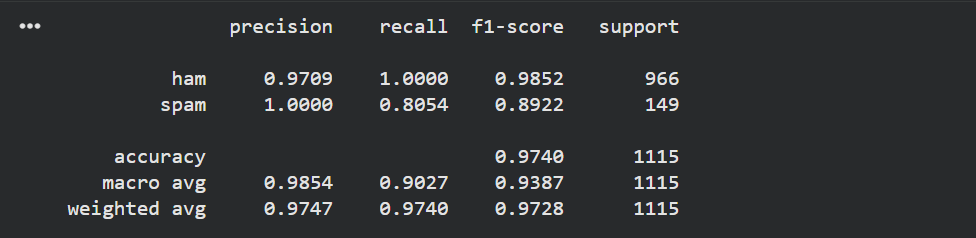 ••• precision recall f1-score support
ham 0.9709 1.0000 0.9852 966
spam 1.0000 0.8054 0.8922 149
accuracy 0.9740 1115
macro avg 0.9854 0.9027 0.9387 1115
weighted avg 0.9747 0.9740 0.9728 1115